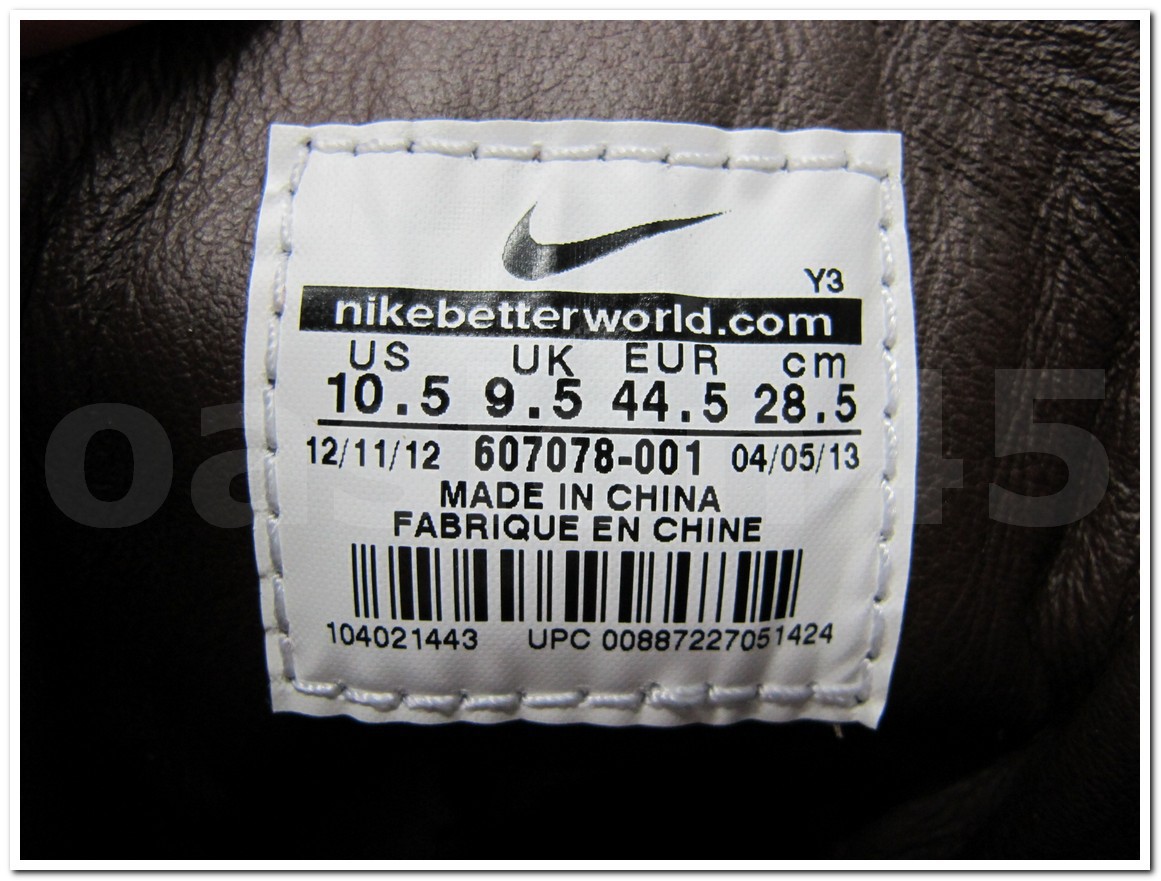 Y3
nikebetterworld.com
US UK EUR cm
10.5 9.5 44.5 28.5
12/11/12 607078-001 04/05/13
MADE IN CHINA
FABRIQUE EN CHINE
104021443 UPC 00887227051424